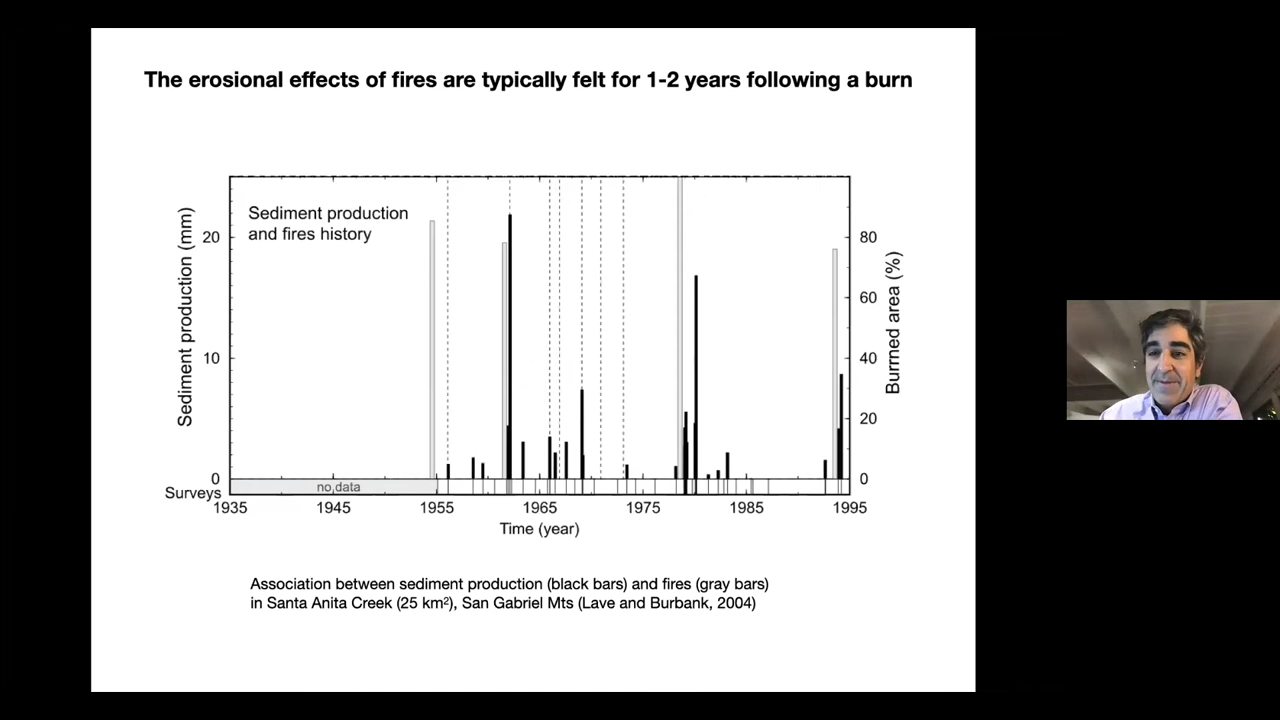 The erosional effects of fires are typically felt for 1-2 years following a burn
Sediment production
and fires history
Sediment production (mm)
20
10
0
80
60
40
20
0
Burrned area (%)
no data
Surveys
1935
1945
1955
1965
1975
1985
1995
Time (year)
Association between sediment production (black bars) and fires (gray bars)
in Santa Anita Creek (25 km²), San Gabriel Mts (Lave and Burbank, 2004)